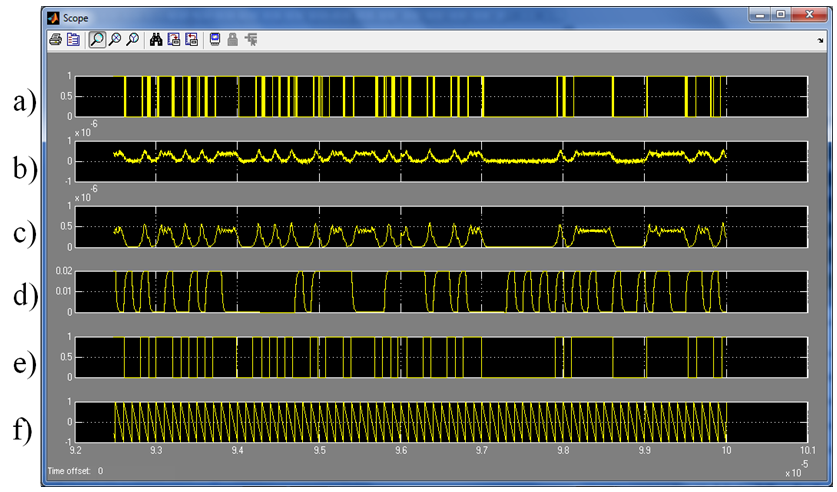 Scope
a)
1
0.5
0
x 10^-6
b)
1
0
-1
x 10^-6
c)
1
0.5
0
d)
0.02
0.01
0
e)
1
0.5
0
f)
1
0
-1
9.2 9.3 9.4 9.5 9.6 9.7 9.8 9.9 10 10.1
x 10^-5
Time offset: 0